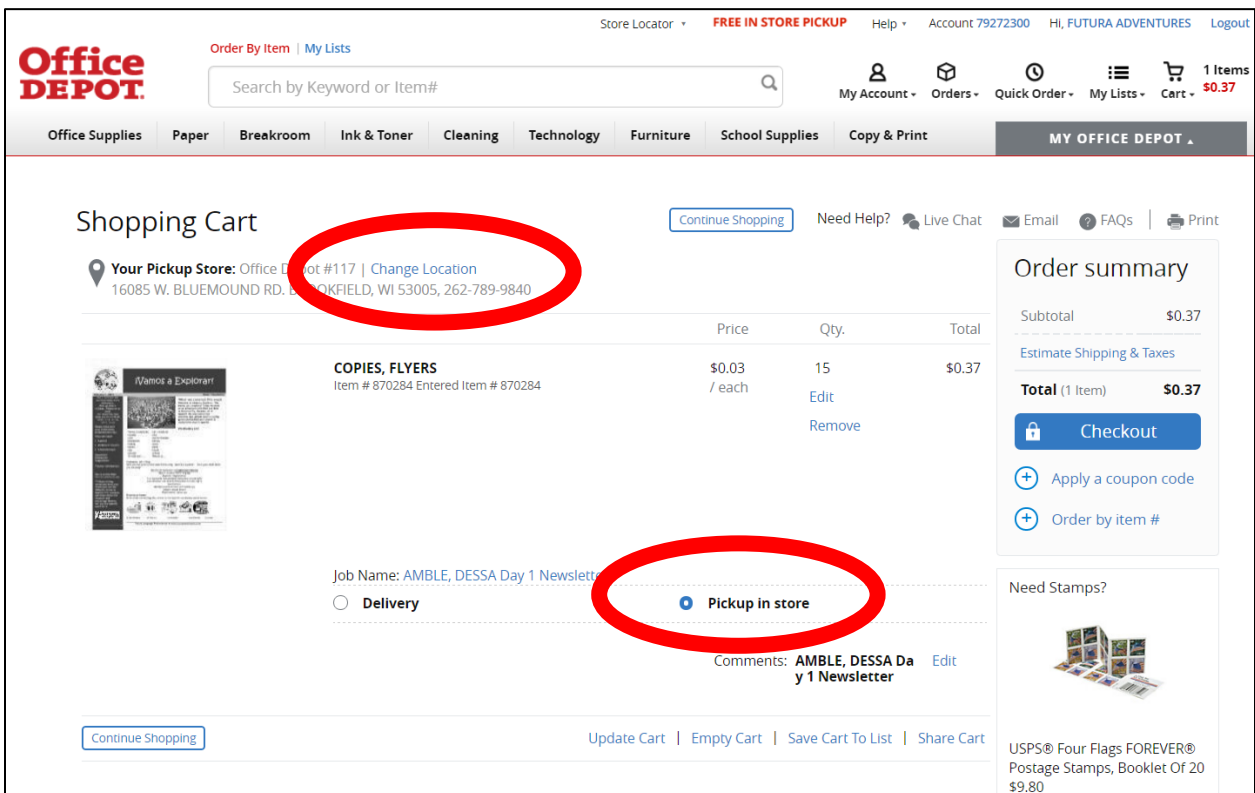 Store Locator FREE IN STORE PICKUP Help Account 79272300 Hi, FUTURA ADVENTURES Logout
Order By Item | My Lists
Office
DEPOT.
Search by Keyword or Item#
My Account Orders Quick Order My Lists Cart 1 Items
$0.37
Office Supplies Paper Breakroom Ink & Toner Cleaning Technology Furniture School Supplies Copy & Print MY OFFICE DEPOT
Shopping Cart
Continue Shopping Need Help? Live Chat Email FAQs | Print
Your Pickup Store: Office D pot #117 | Change Location
16085 W. BLUEMOUND RD. B OKFIELD, WI 53005, 262-789-9840
Price Qty. Total
¡Vamos a Explorar!
COPIES, FLYERS $0.03 15 $0.37
Item # 870284 Entered Item # 870284 / each
Edit
Remove
Job Name: AMBLE, DESSA Day 1 Newslette
Delivery Pickup in store
Comments: AMBLE, DESSA Da Edit
y 1 Newsletter
Continue Shopping Update Cart | Empty Cart | Save Cart To List | Share Cart
Order summary
Subtotal $0.37
Estimate Shipping & Taxes
Total (1 Item) $0.37
Checkout
Apply a coupon code
Order by item #
Need Stamps?
USPS® Four Flags FOREVER®
Postage Stamps, Booklet Of 20
$9.80